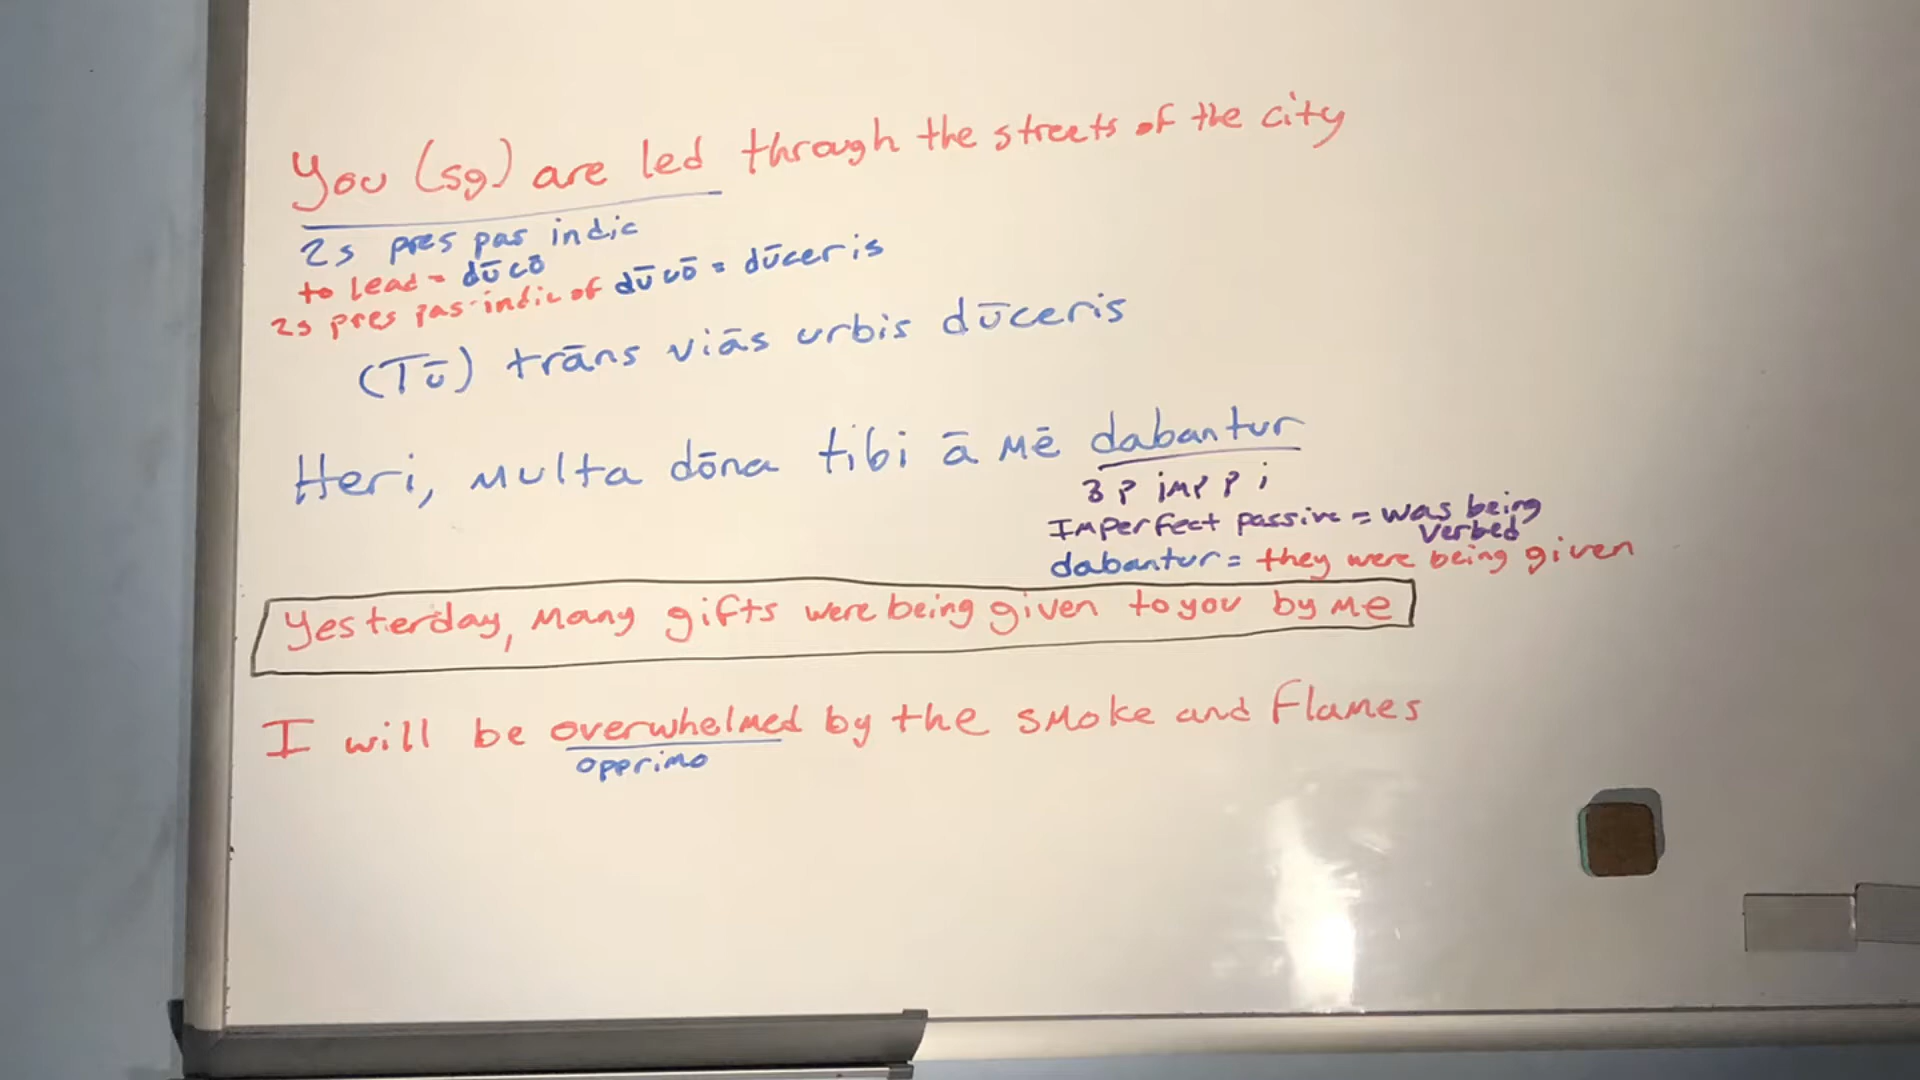 You (sg) are led through the streets of the city
2s pres pas indic
to lead = dūcō
2s pres pas-indic of dūcō = dūceris
(Tū) trāns viās urbis dūceris
Heri, multa dōna tibi ā mē dabantur
3 p imp p i
Imperfect passive = was being verbed
dabantur = they were being given
Yesterday, many gifts were being given to you by me
I will be overwhelmed by the smoke and flames
opprimo